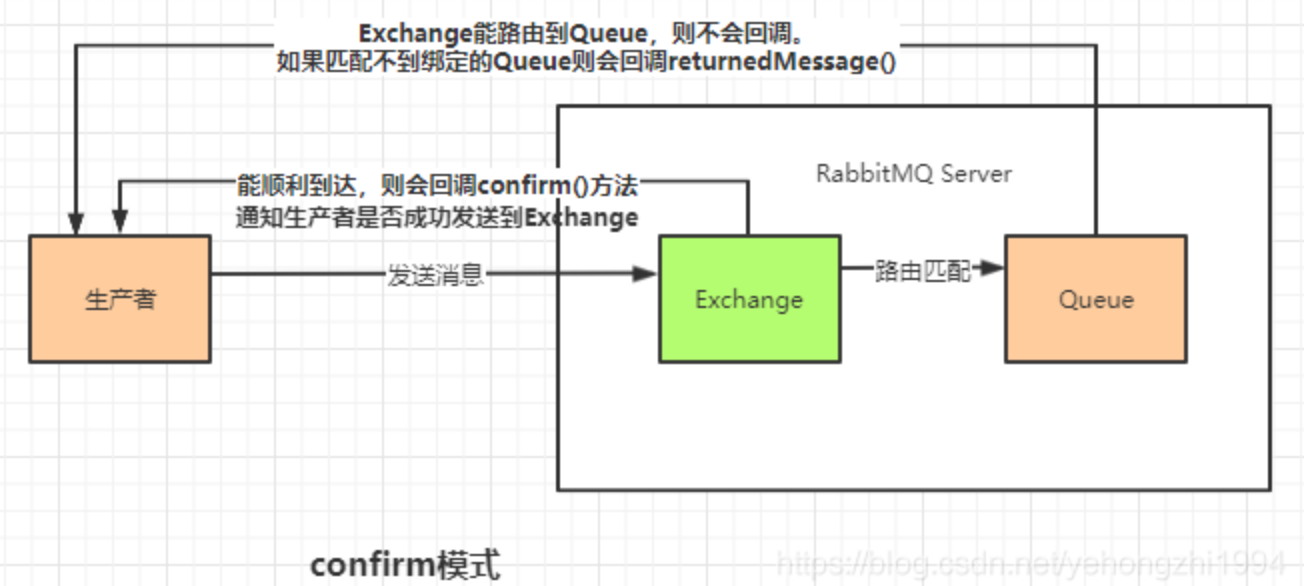 Exchange能路由到Queue，则不会回调。
如果匹配不到绑定的Queue则会回调returnedMessage()
RabbitMQ Server
能顺利到达，则会回调confirm()方法
通知生产者是否成功发送到Exchange
生产者
发送消息
Exchange
路由匹配
Queue
confirm模式
https://blog.csdn.net/yehongzhi1994